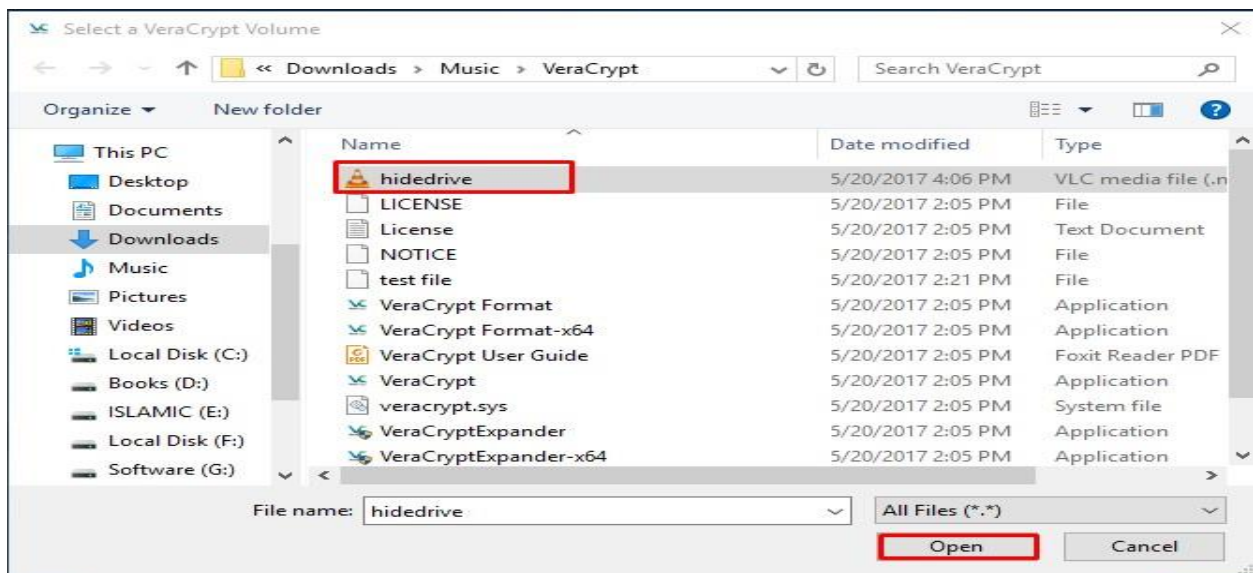 Select a VeraCrypt Volume
« Downloads > Music > VeraCrypt Search VeraCrypt
Organize New folder
This PC
Desktop
Documents
Downloads
Music
Pictures
Videos
Local Disk (C:)
Books (D:)
ISLAMIC (E:)
Local Disk (F:)
Software (G:)
Name Date modified Type
hidedrive 5/20/2017 4:06 PM VLC media file (.n
LICENSE 5/20/2017 2:05 PM File
License 5/20/2017 2:05 PM Text Document
NOTICE 5/20/2017 2:05 PM File
test file 5/20/2017 2:21 PM File
VeraCrypt Format 5/20/2017 2:05 PM Application
VeraCrypt Format-x64 5/20/2017 2:05 PM Application
VeraCrypt User Guide 5/20/2017 2:05 PM Foxit Reader PDF
VeraCrypt 5/20/2017 2:05 PM Application
veracrypt.sys 5/20/2017 2:05 PM System file
VeraCryptExpander 5/20/2017 2:05 PM Application
VeraCryptExpander-x64 5/20/2017 2:05 PM Application
File name: hidedrive All Files (*.*)
Open Cancel